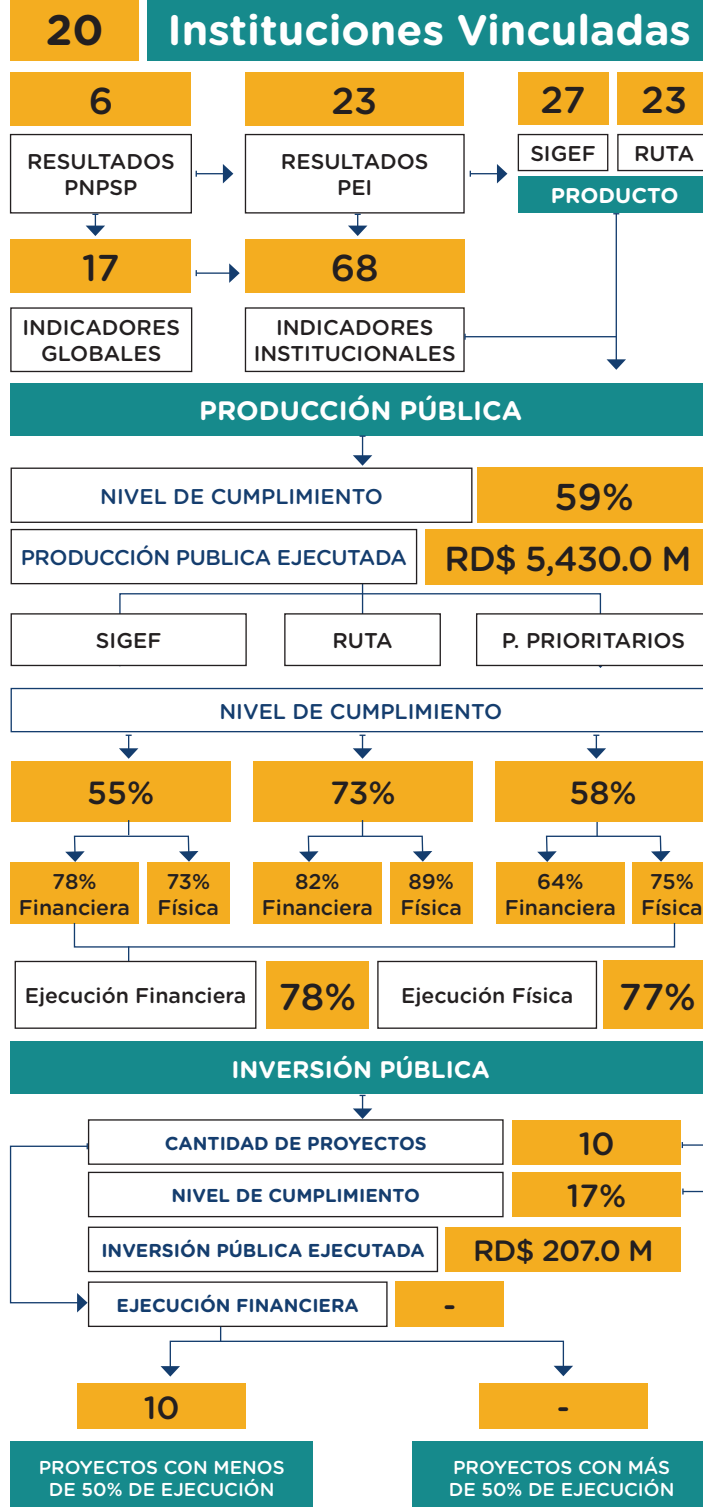 20 Instituciones Vinculadas
6 23 27 23
RESULTADOS
PNPSP
RESULTADOS
PEI
SIGEF RUTA
PRODUCTO
17 68
INDICADORES
GLOBALES
INDICADORES
INSTITUCIONALES
PRODUCCIÓN PÚBLICA
NIVEL DE CUMPLIMIENTO 59%
PRODUCCIÓN PUBLICA EJECUTADA RD$ 5,430.0 M
SIGEF RUTA P. PRIORITARIOS
NIVEL DE CUMPLIMIENTO
55% 73% 58%
78%
Financiera
73%
Física
82%
Financiera
89%
Física
64%
Financiera
75%
Física
Ejecución Financiera 78% Ejecución Física 77%
INVERSIÓN PÚBLICA
CANTIDAD DE PROYECTOS 10
NIVEL DE CUMPLIMIENTO 17%
INVERSIÓN PÚBLICA EJECUTADA RD$ 207.0 M
EJECUCIÓN FINANCIERA -
10 -
PROYECTOS CON MENOS
DE 50% DE EJECUCIÓN
PROYECTOS CON MÁS
DE 50% DE EJECUCIÓN